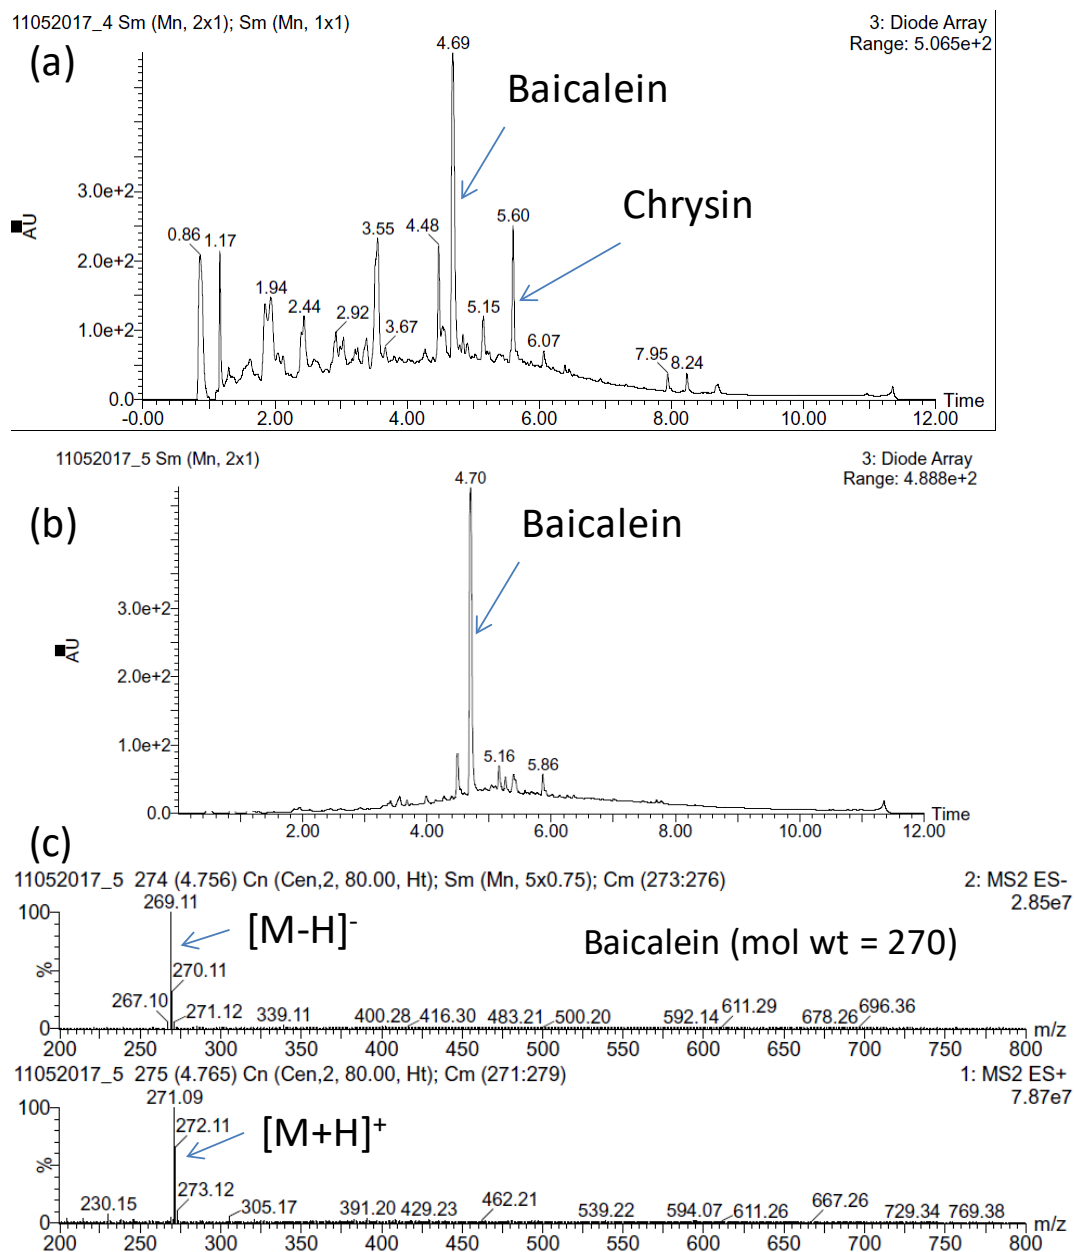 11052017_4 Sm (Mn, 2x1); Sm (Mn, 1x1)
3: Diode Array
Range: 5.065e+2
(a)
4.69
Baicalein
Chrysin
3.0e+2
2.0e+2
1.0e+2
0.0
AU
0.86
1.17
1.94
2.44
2.92
3.55
3.67
4.48
5.15
5.60
6.07
7.95
8.24
Time
-0.00
2.00
4.00
6.00
8.00
10.00
12.00
11052017_5 Sm (Mn, 2x1)
3: Diode Array
Range: 4.888e+2
(b)
4.70
Baicalein
3.0e+2
2.0e+2
1.0e+2
0.0
AU
5.16
5.86
Time
2.00
4.00
6.00
8.00
10.00
12.00
(c)
11052017_5 274 (4.756) Cn (Cen,2, 80.00, Ht); Sm (Mn, 5x0.75); Cm (273:276)
2: MS2 ES-
2.85e7
269.11
[M-H]-
Baicalein (mol wt = 270)
100
%
0
270.11
267.10
271.12
339.11
400.28
416.30
483.21
500.20
592.14
611.29
678.26
696.36
m/z
200 250 300 350 400 450 500 550 600 650 700 750 800
11052017_5 275 (4.765) Cn (Cen,2, 80.00, Ht); Cm (271:279)
1: MS2 ES+
7.87e7
271.09
[M+H]+
100
%
0
272.11
273.12
230.15
305.17
391.20
429.23
462.21
539.22
594.07
611.26
667.26
729.34
769.38
m/z
200 250 300 350 400 450 500 550 600 650 700 750 800